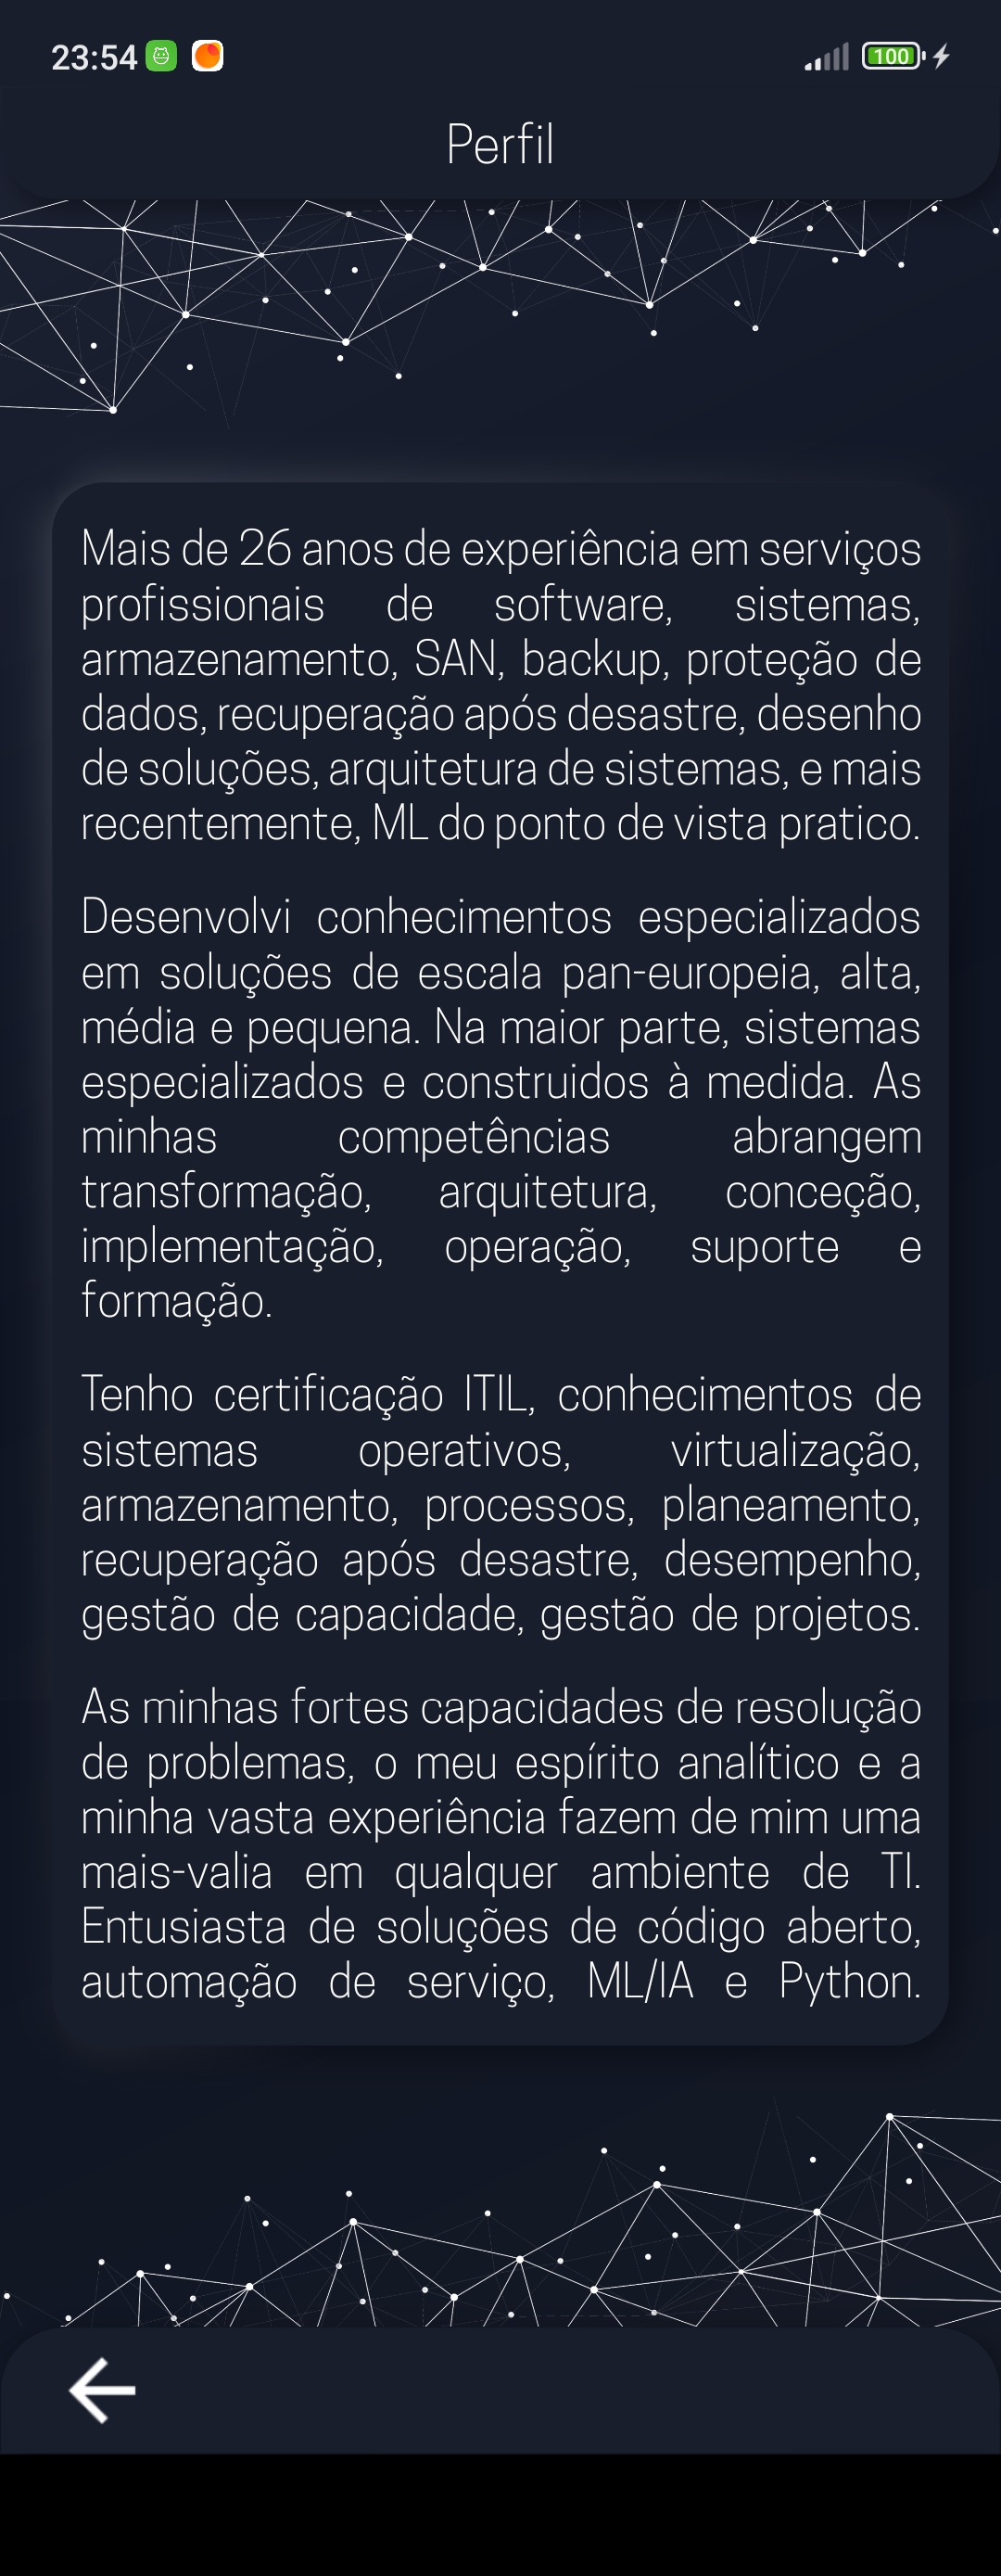 23:54
100
Perfil
Mais de 26 anos de experiência em serviços
profissionais de software, sistemas,
armazenamento, SAN, backup, proteção de
dados, recuperação após desastre, desenho
de soluções, arquitetura de sistemas, e mais
recentemente, ML do ponto de vista pratico.
Desenvolvi conhecimentos especializados
em soluções de escala pan-europeia, alta,
média e pequena. Na maior parte, sistemas
especializados e construidos à medida. As
minhas competências abrangem
transformação, arquitetura, conceção,
implementação, operação, suporte e
formação.
Tenho certificação ITIL, conhecimentos de
sistemas operativos, virtualização,
armazenamento, processos, planeamento,
recuperação após desastre, desempenho,
gestão de capacidade, gestão de projetos.
As minhas fortes capacidades de resolução
de problemas, o meu espírito analítico e a
minha vasta experiência fazem de mim uma
mais-valia em qualquer ambiente de TI.
Entusiasta de soluções de código aberto,
automação de serviço, ML/IA e Python.